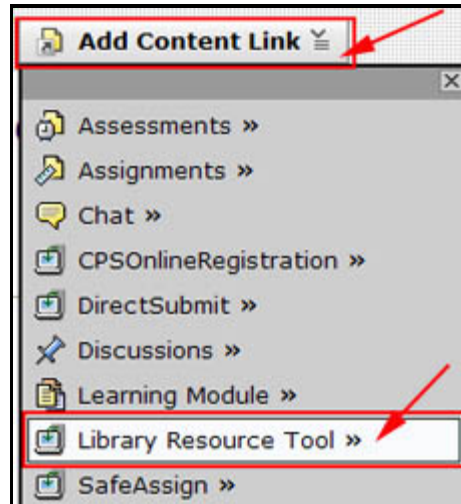 Add Content Link
Assessments »
Assignments »
Chat »
CPSOnlineRegistration »
DirectSubmit »
Discussions »
Learning Module »
Library Resource Tool »
SafeAssign »